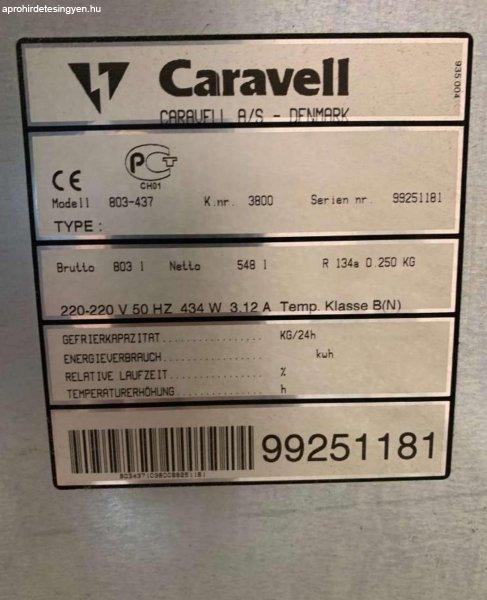 aprohirdetesingyen.hu
Caravell
935 004
CARAVELL A/S - DENMARK
CE PCT
CH01
Modell 803-437 K.nr. 3800 Serien nr. 99251181
TYPE :
Brutto 803 l Netto 548 l R 134a 0.250 KG
220-220 V 50 HZ 434 W 3.12 A Temp. Klasse B(N)
GEFRIERKAPAZITAT ................ KG/24h
ENERGIEVERBRAUCH ................ kwh
RELATIVE LAUFZEIT ................ %
TEMPERATURERHÖHUNG ................ h
99251181